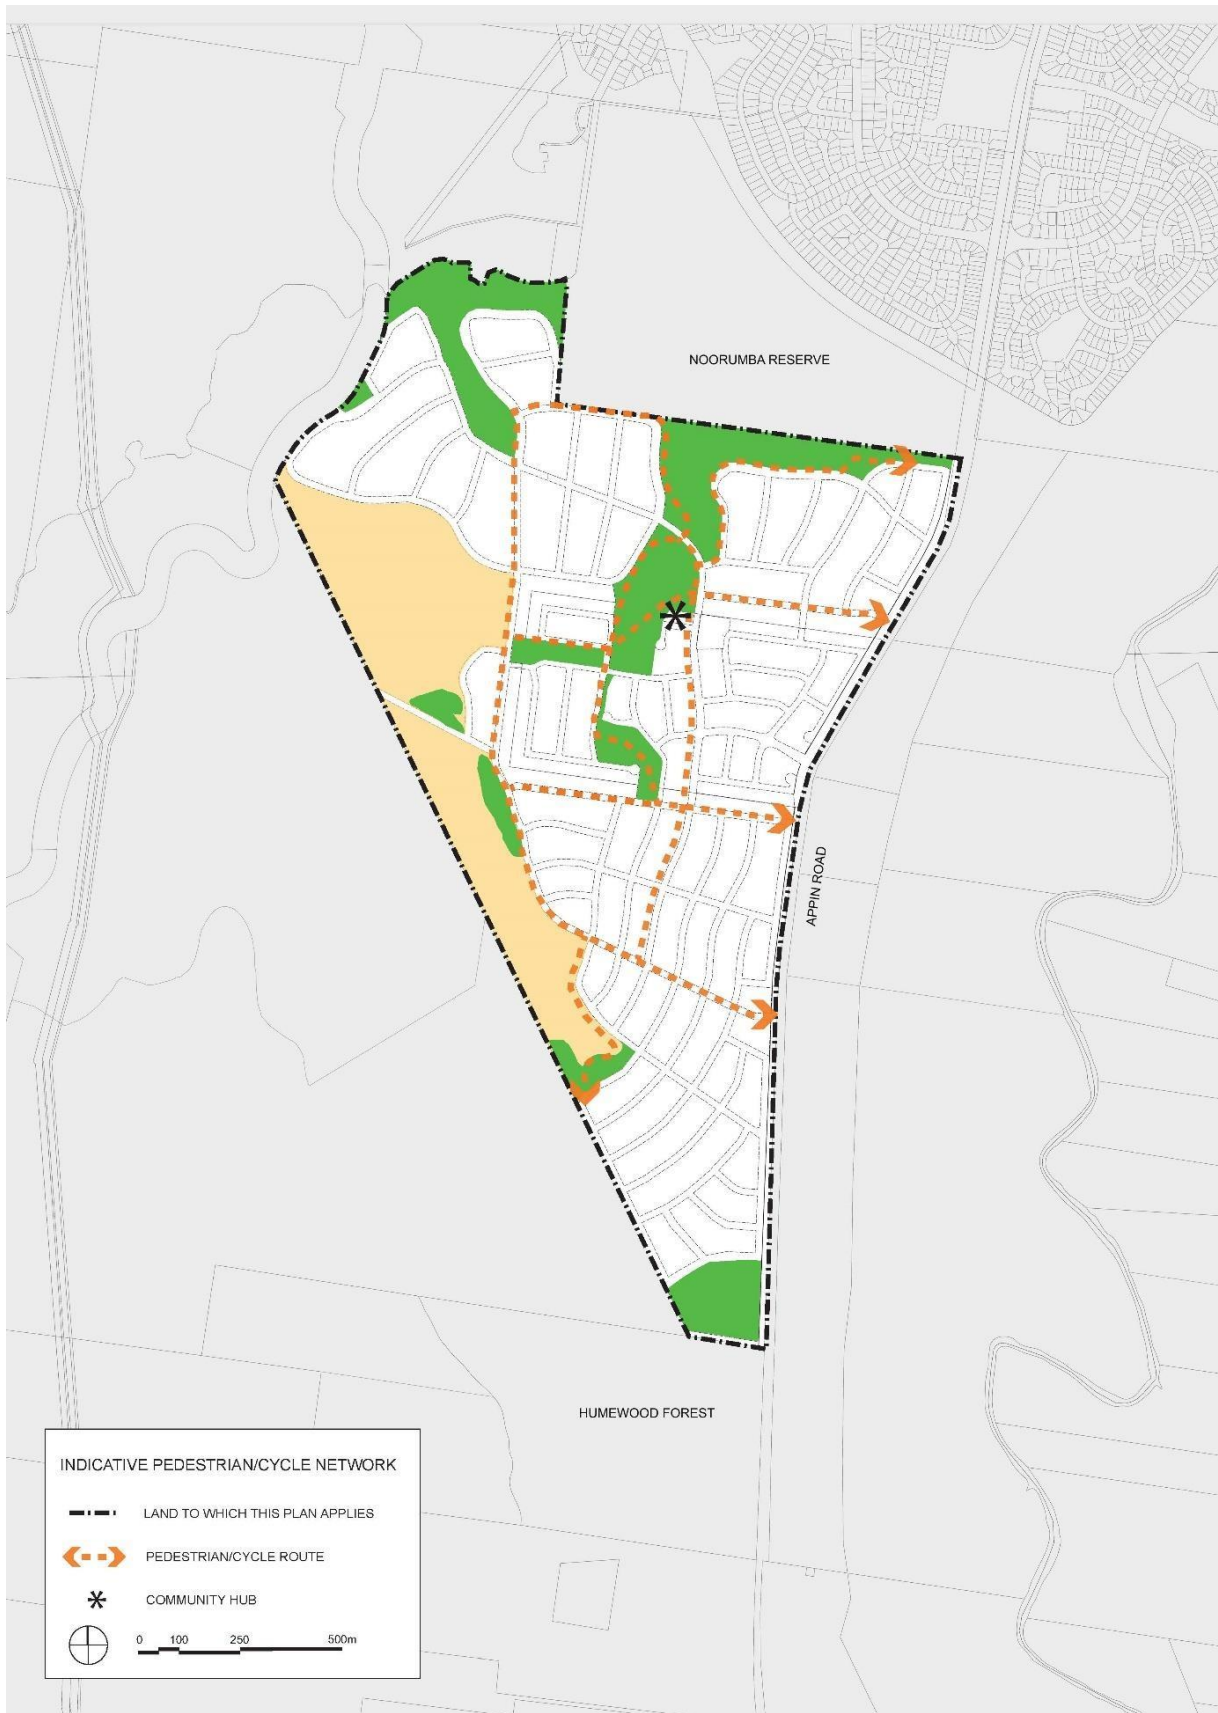 NOORUMBA RESERVE
APPIN ROAD
HUMEWOOD FOREST
INDICATIVE PEDESTRIAN/CYCLE NETWORK
LAND TO WHICH THIS PLAN APPLIES
PEDESTRIAN/CYCLE ROUTE
COMMUNITY HUB
0 100 250 500m